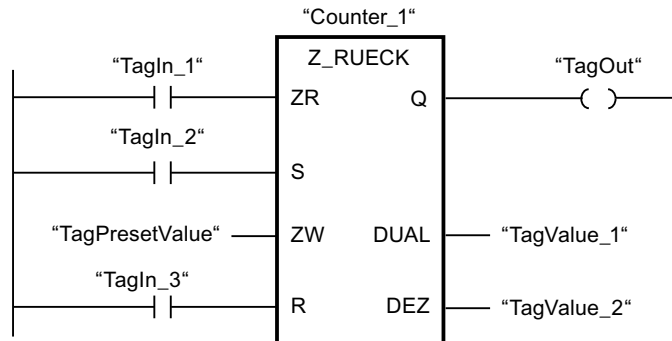 “Counter_1“
Z_RUECK
“TagIn_1“
ZR
Q
“TagOut“
“TagIn_2“
S
“TagPresetValue“
ZW
DUAL
“TagValue_1“
“TagIn_3“
R
DEZ
“TagValue_2“